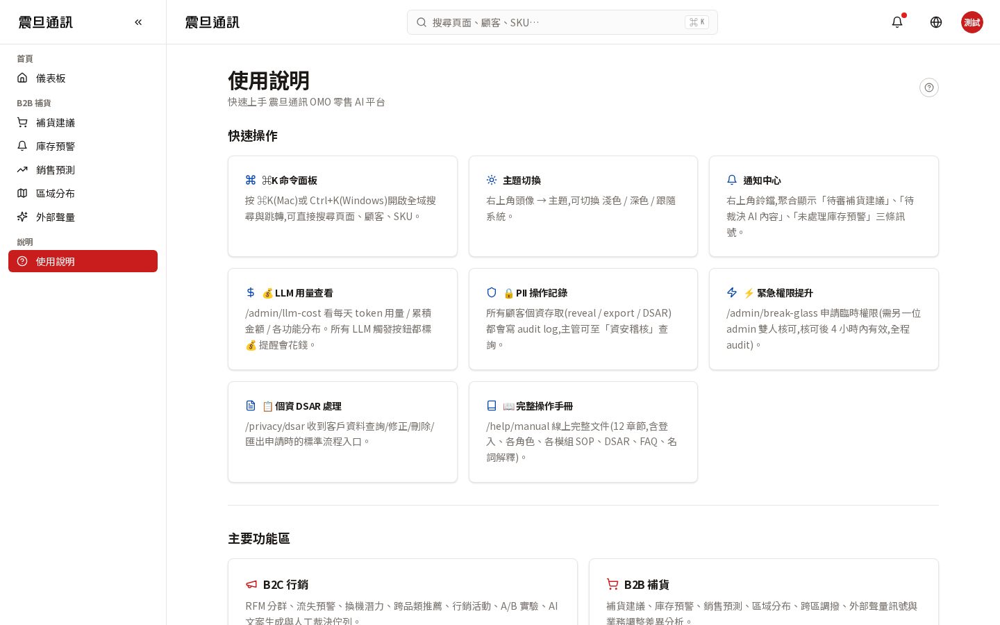 震旦通訊
震旦通訊
搜尋頁面、顧客、SKU…
⌘ K
測試
首頁
儀表板
B2B 補貨
補貨建議
庫存預警
銷售預測
區域分布
外部聲量
說明
使用說明
使用說明
快速上手 震旦通訊 OMO 零售 AI 平台
快速操作
⌘K 命令面板
按 ⌘K(Mac)或 Ctrl+K(Windows)開啟全域搜
尋與跳轉,可直接搜尋頁面、顧客、SKU。
主題切換
右上角頭像 → 主題,可切換 淺色 / 深色 / 跟隨
系統。
通知中心
右上角鈴鐺,聚合顯示「待審補貨建議」、「待
裁決 AI 內容」、「未處理庫存預警」三條訊
號。
💰 LLM 用量查看
/admin/llm-cost 看每天 token 用量 / 累積
金額 / 各功能分布。所有 LLM 觸發按鈕都標
💰 提醒會花錢。
🔒 PII 操作記錄
所有顧客個資存取(reveal / export / DSAR)
都會寫 audit log,主管可至「資安稽核」查
詢。
⚡ 緊急權限提升
/admin/break-glass 申請臨時權限(需另一位
admin 雙人核可,核可後 4 小時內有效,全程
audit)。
📋 個資 DSAR 處理
/privacy/dsar 收到客戶資料查詢/修正/刪除/
匯出申請時的標準流程入口。
📖 完整操作手冊
/help/manual 線上完整文件(12 章節,含登
入、各角色、各模組 SOP、DSAR、FAQ、名
詞解釋)。
主要功能區
B2C 行銷
RFM 分群、流失預警、換機潛力、跨品類推薦、行銷活動、A/B 實驗、AI
文案生成與人工裁決佇列。
B2B 補貨
補貨建議、庫存預警、銷售預測、區域分布、跨區調撥、外部聲量訊號與
業務調整差異分析。